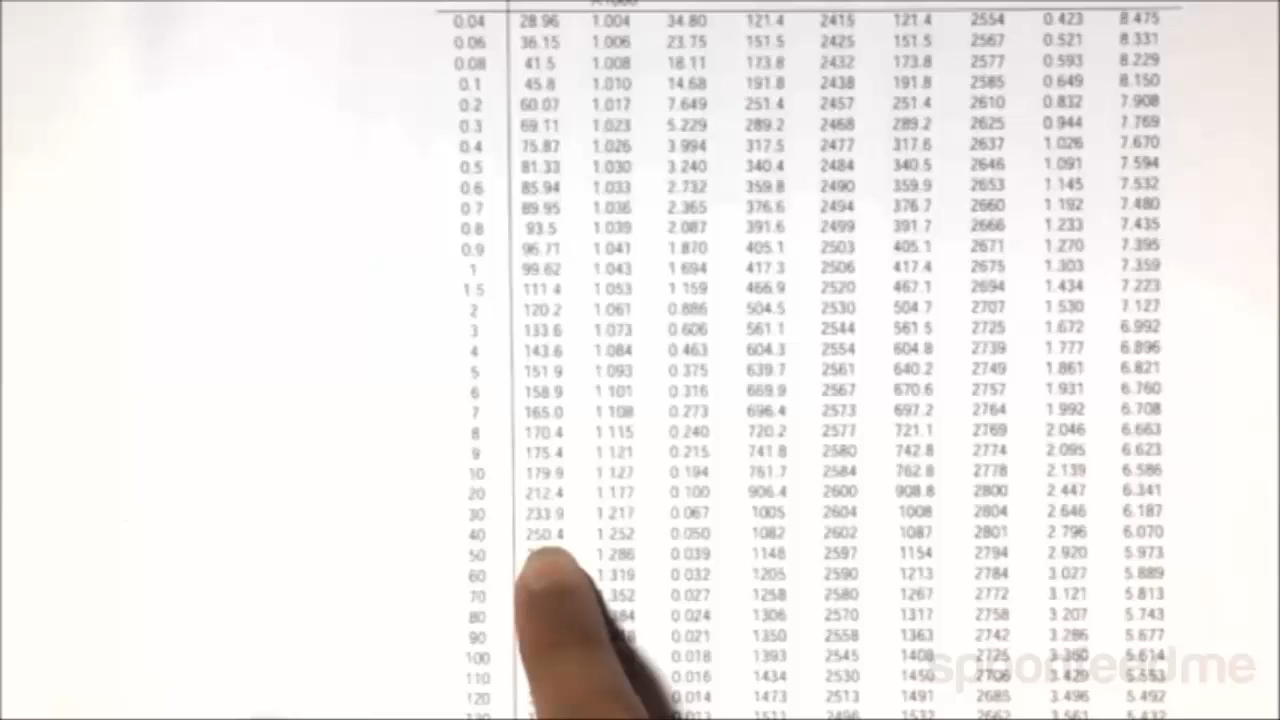 0.04 28.96 1.004 34.80 121.4 2415 121.4 2554 0.423 8.475
0.06 36.15 1.006 23.75 151.5 2425 151.5 2567 0.521 8.331
0.08 41.5 1.008 18.11 173.8 2432 173.8 2577 0.593 8.229
0.1 45.8 1.010 14.68 191.8 2438 191.8 2585 0.649 8.150
0.2 60.07 1.017 7.649 251.4 2457 251.4 2610 0.832 7.908
0.3 69.11 1.023 5.229 289.2 2468 289.2 2625 0.944 7.769
0.4 75.87 1.026 3.994 317.5 2477 317.6 2637 1.026 7.670
0.5 81.33 1.030 3.240 340.4 2484 340.5 2646 1.091 7.594
0.6 85.94 1.033 2.732 359.8 2490 359.9 2653 1.145 7.532
0.7 89.95 1.036 2.365 376.6 2494 376.7 2660 1.192 7.480
0.8 93.5 1.039 2.087 391.6 2499 391.7 2666 1.233 7.435
0.9 96.71 1.041 1.870 405.1 2503 405.1 2671 1.270 7.395
1 99.62 1.043 1.694 417.3 2506 417.4 2675 1.303 7.359
1.5 111.4 1.053 1.159 466.9 2520 467.1 2694 1.434 7.223
2 120.2 1.061 0.886 504.5 2530 504.7 2707 1.530 7.127
3 133.6 1.073 0.606 561.1 2544 561.5 2725 1.672 6.992
4 143.6 1.084 0.463 604.3 2554 604.8 2739 1.777 6.896
5 151.9 1.093 0.375 639.7 2561 640.2 2749 1.861 6.821
6 158.9 1.101 0.316 669.9 2567 670.6 2757 1.931 6.760
7 165.0 1.108 0.273 696.4 2573 697.2 2764 1.992 6.708
8 170.4 1.115 0.240 720.2 2577 721.1 2769 2.046 6.663
9 175.4 1.121 0.215 741.8 2580 742.8 2774 2.095 6.623
10 179.9 1.127 0.194 761.7 2584 762.8 2778 2.139 6.586
20 212.4 1.177 0.100 906.4 2600 908.8 2800 2.447 6.341
30 233.9 1.217 0.067 1005 2604 1008 2804 2.646 6.187
40 250.4 1.252 0.050 1082 2602 1087 2801 2.796 6.070
50 1.286 0.039 1148 2597 1154 2794 2.920 5.973
60 1.319 0.032 1205 2590 1213 2784 3.027 5.889
70 .352 0.027 1258 2580 1267 2772 3.121 5.813
80 0.024 1306 2570 1317 2758 3.207 5.743
90 0.021 1350 2558 1363 2742 3.286 5.677
100 0.018 1393 2545 1408 2725 3.360 5.614
110 0.016 1434 2530 1450 2706 3.429 5.553
spoonfeedme
120 0.014 1473 2513 1491 2685 3.496 5.492